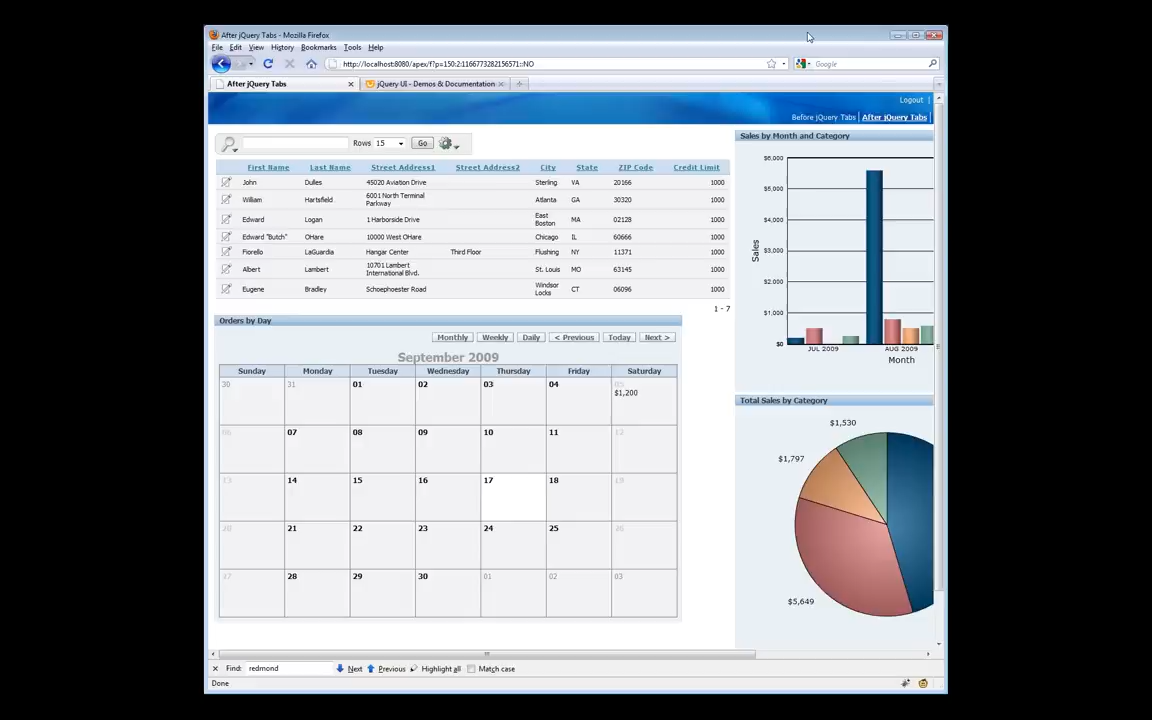 After jQuery Tabs - Mozilla Firefox
File Edit View History Bookmarks Tools Help
http://localhost:8080/apex/f?p=150:2:1166773282156571::NO
Google
After jQuery Tabs
jQuery UI - Demos & Documentation
Logout |
Before jQuery Tabs | After jQuery Tabs |
Rows 15 Go
First Name Last Name Street Address1 Street Address2 City State ZIP Code Credit Limit
John Dulles 45020 Aviation Drive Sterling VA 20166 1000
William Hartsfield 6001 North Terminal Parkway Atlanta GA 30320 1000
Edward Logan 1 Harborside Drive East Boston MA 02128 1000
Edward "Butch" OHare 10000 West OHare Chicago IL 60666 1000
Fiorello LaGuardia Hangar Center Third Floor Flushing NY 11371 1000
Albert Lambert 10701 Lambert International Blvd. St. Louis MO 63145 1000
Eugene Bradley Schoephoester Road Windsor Locks CT 06096 1000
1 - 7
Orders by Day
Monthly Weekly Daily < Previous Today Next >
September 2009
Sunday Monday Tuesday Wednesday Thursday Friday Saturday
30 31 01 02 03 04 05
$1,200
06 07 08 09 10 11 12
13 14 15 16 17 18 19
20 21 22 23 24 25 26
27 28 29 30 01 02 03
Sales by Month and Category
$6,000
$5,000
$4,000
$3,000
$2,000
$1,000
$0
Sales
JUL 2009 AUG 2009
Month
Total Sales by Category
$1,530
$1,797
$5,649
Find: redmond Next Previous Highlight all Match case
Done